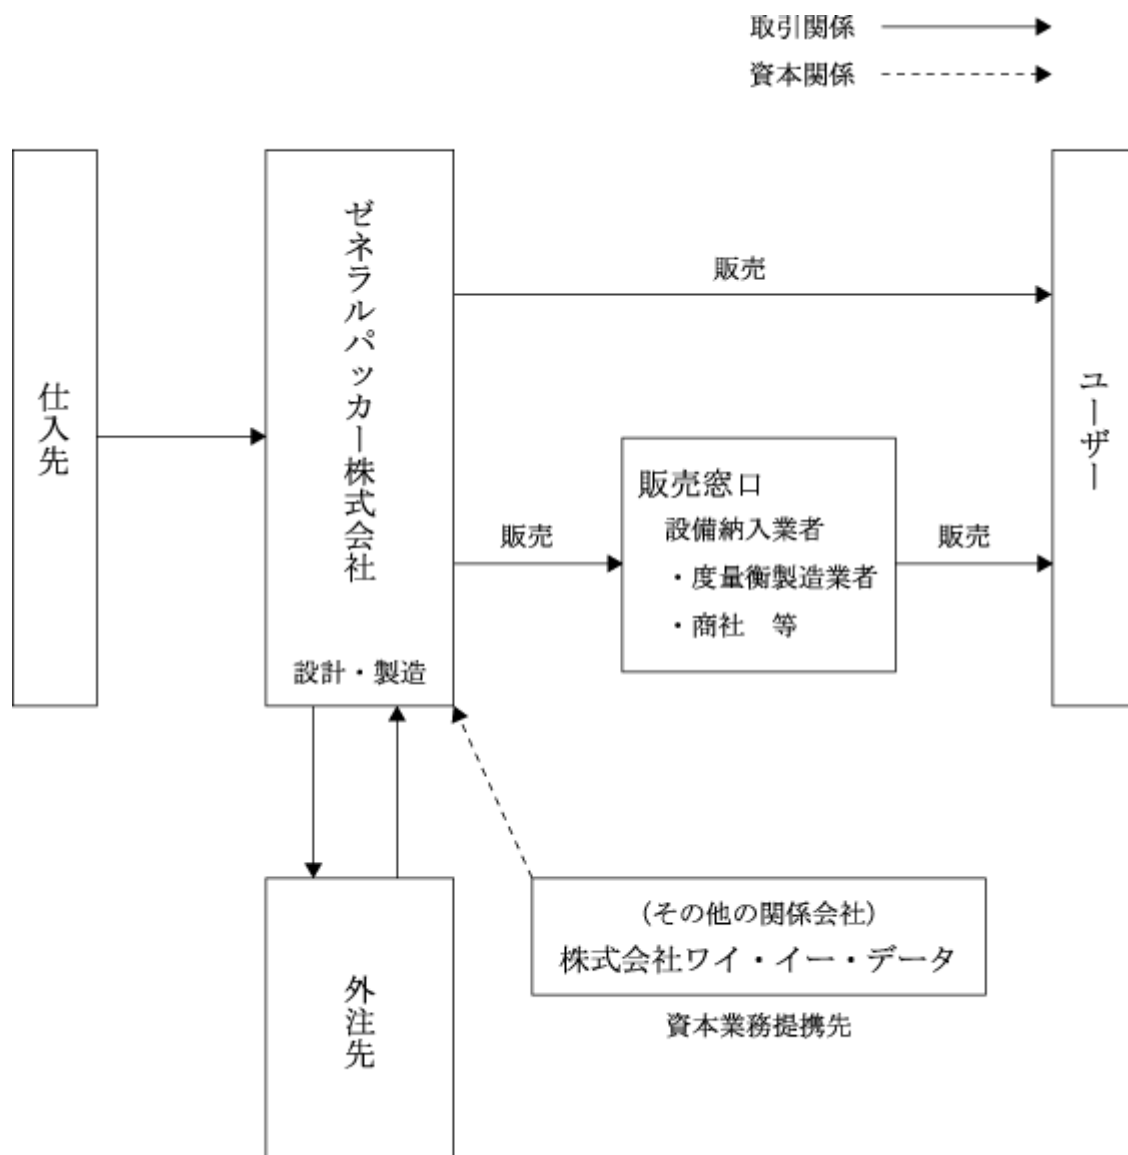 取引関係
資本関係
仕入先
ゼネラルパッカー株式会社
設計・製造
販売
販売
販売窓口
設備納入業者
・度量衡製造業者
・商社　等
販売
ユーザー
外注先
（その他の関係会社）
株式会社ワイ・イー・データ
資本業務提携先